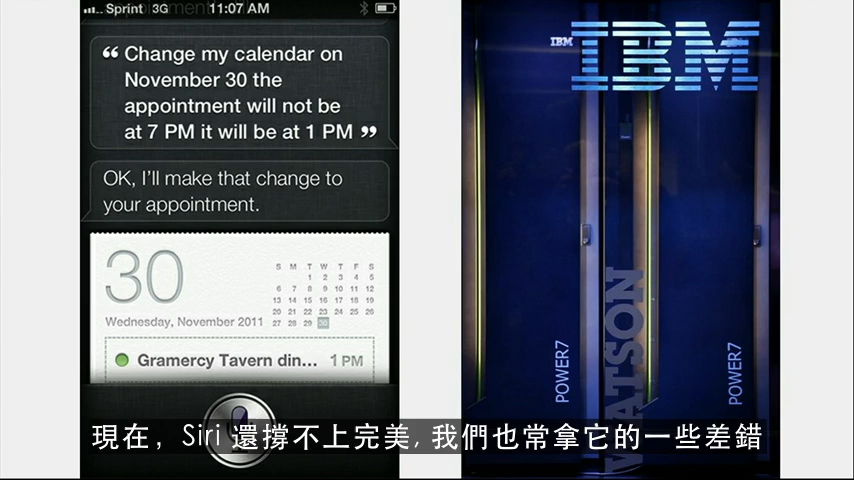 Sprint 3G 11:07 AM
“ Change my calendar on
November 30 the
appointment will not be
at 7 PM it will be at 1 PM ”
OK, I'll make that change to
your appointment.
30
S M T W T F S
1 2 3 4 5
6 7 8 9 10 11 12
13 14 15 16 17 18 19
20 21 22 23 24 25 26
27 28 29 30
Wednesday, November 2011
Gramercy Tavern din... 1 PM
IBM
IBM
WATSON
POWER7
POWER7
現在，Siri 還撐不上完美, 我們也常拿它的一些差錯